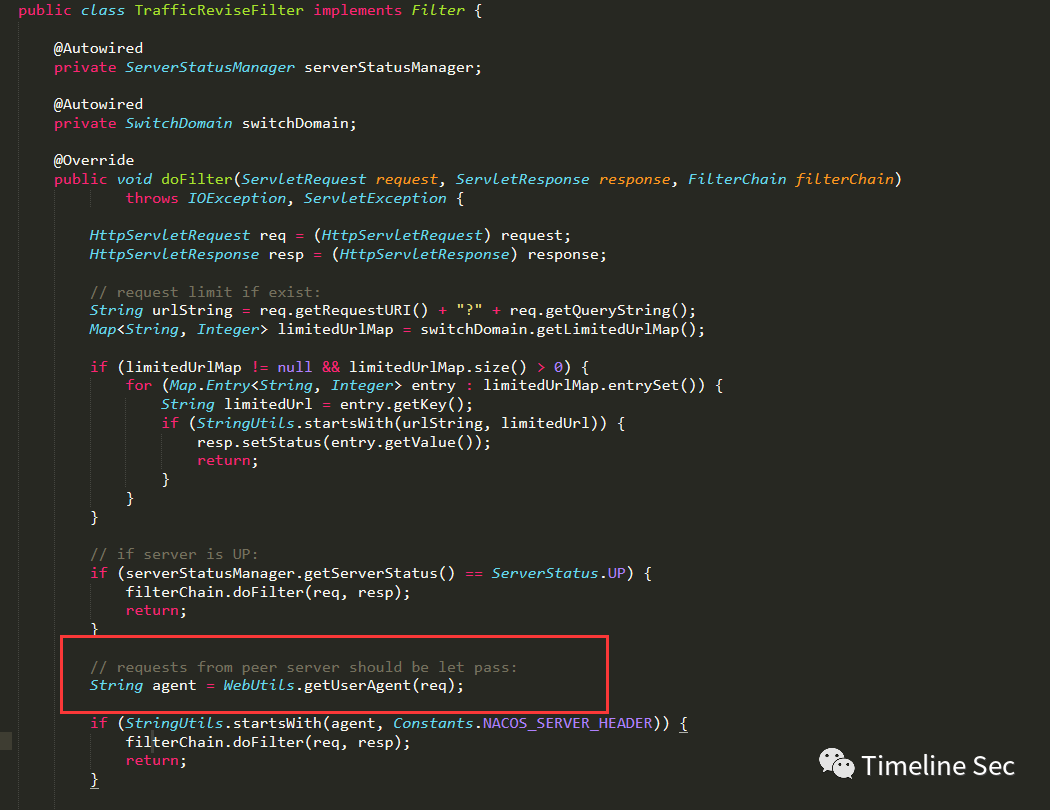 public class TrafficReviseFilter implements Filter {
@Autowired
private ServerStatusManager serverStatusManager;
@Autowired
private SwitchDomain switchDomain;
@Override
public void doFilter(ServletRequest request, ServletResponse response, FilterChain filterChain)
throws IOException, ServletException {
HttpServletRequest req = (HttpServletRequest) request;
HttpServletResponse resp = (HttpServletResponse) response;
// request limit if exist:
String urlString = req.getRequestURI() + "?" + req.getQueryString();
Map<String, Integer> limitedUrlMap = switchDomain.getLimitedUrlMap();
if (limitedUrlMap != null && limitedUrlMap.size() > 0) {
for (Map.Entry<String, Integer> entry : limitedUrlMap.entrySet()) {
String limitedUrl = entry.getKey();
if (StringUtils.startsWith(urlString, limitedUrl)) {
resp.setStatus(entry.getValue());
return;
}
}
}
// if server is UP:
if (serverStatusManager.getServerStatus() == ServerStatus.UP) {
filterChain.doFilter(req, resp);
return;
}
// requests from peer server should be let pass:
String agent = WebUtils.getUserAgent(req);
if (StringUtils.startsWith(agent, Constants.NACOS_SERVER_HEADER)) {
filterChain.doFilter(req, resp);
return;
}
Timeline Sec